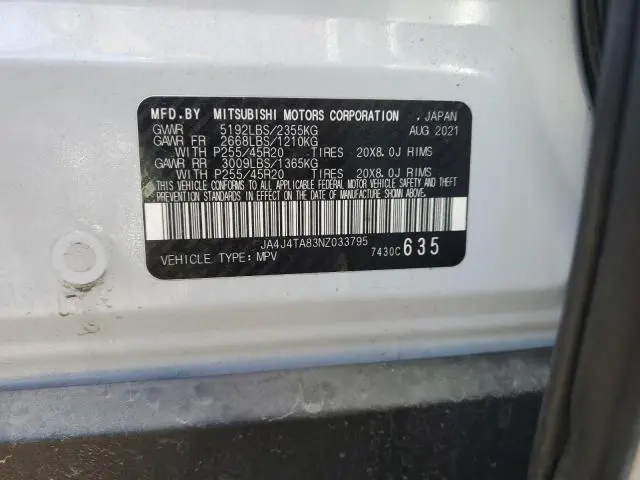 MFD.BY MITSUBISHI MOTORS CORPORATION , JAPAN
GVWR 5192LBS/2355KG AUG 2021
GAWR FR 2668LBS/1210KG
WITH P255/45R20 TIRES 20X8.0J RIMS
GAWR RR 3009LBS/1365KG
WITH P255/45R20 TIRES 20X8.0J RIMS
THIS VEHICLE CONFORMS TO ALL APPLICABLE FEDERAL MOTOR VEHICLE SAFETY AND THEFT
PREVENTION STANDARDS IN EFFECT ON THE DATE OF MANUFACTURE SHOWN ABOVE.
JA4J4TA83NZ033795
VEHICLE TYPE:MPV 7430C 635